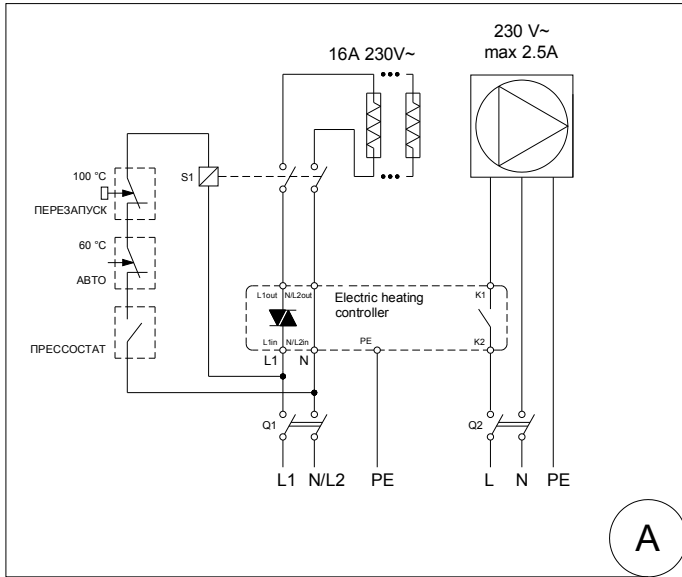 230 V~
max 2.5A
16A 230V~
100 °C
S1
ПЕРЕЗАПУСК
60 °C
АВТО
L1out N/L2out
Electric heating
controller
K1
ПРЕССОСТАТ
L1in N/L2in
PE
K2
L1 N
Q1
Q2
L1 N/L2 PE
L N PE
A